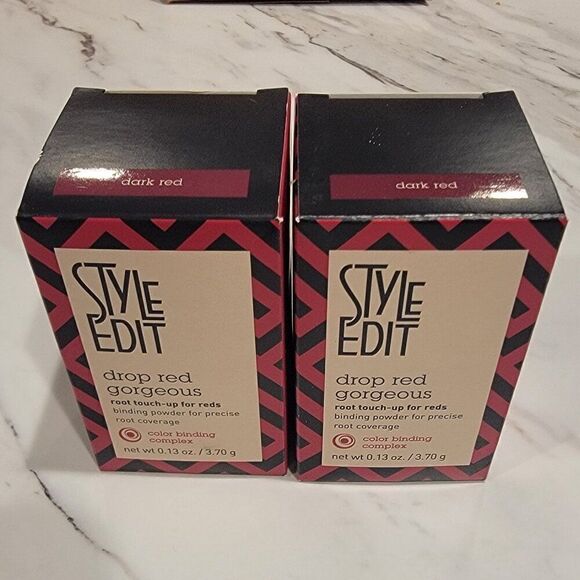 dark red
STYLE
EDIT
drop red
gorgeous
root touch-up for reds
binding powder for precise
root coverage
color binding
complex
net wt 0.13 oz. / 3.70 g
dark red
STYLE
EDIT
drop red
gorgeous
root touch-up for reds
binding powder for precise
root coverage
color binding
complex
net wt 0.13 oz. / 3.70 g